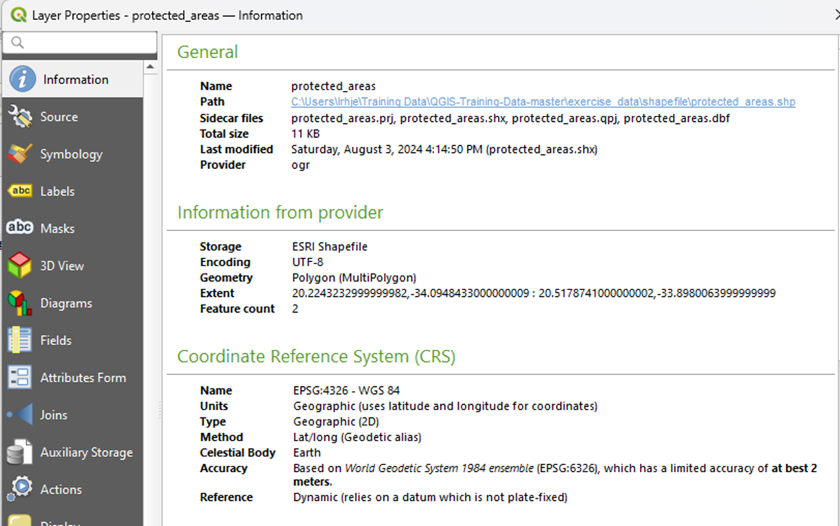 Layer Properties - protected_areas — Information
Information
Source
Symbology
abc Labels
abc Masks
3D View
Diagrams
Fields
Attributes Form
Joins
Auxiliary Storage
Actions
Display
General
Name protected_areas
Path C:\Users\lrhje\Training Data\QGIS-Training-Data-master\exercise_data\shapefile\protected_areas.shp
Sidecar files protected_areas.prj, protected_areas.shx, protected_areas.qpj, protected_areas.dbf
Total size 11 KB
Last modified Saturday, August 3, 2024 4:14:50 PM (protected_areas.shx)
Provider ogr
Information from provider
Storage ESRI Shapefile
Encoding UTF-8
Geometry Polygon (MultiPolygon)
Extent 20.2243232999999982,-34.0948433000000009 : 20.5178741000000002,-33.8980063999999999
Feature count 2
Coordinate Reference System (CRS)
Name EPSG:4326 - WGS 84
Units Geographic (uses latitude and longitude for coordinates)
Type Geographic (2D)
Method Lat/long (Geodetic alias)
Celestial Body Earth
Accuracy Based on World Geodetic System 1984 ensemble (EPSG:6326), which has a limited accuracy of at best 2
meters.
Reference Dynamic (relies on a datum which is not plate-fixed)